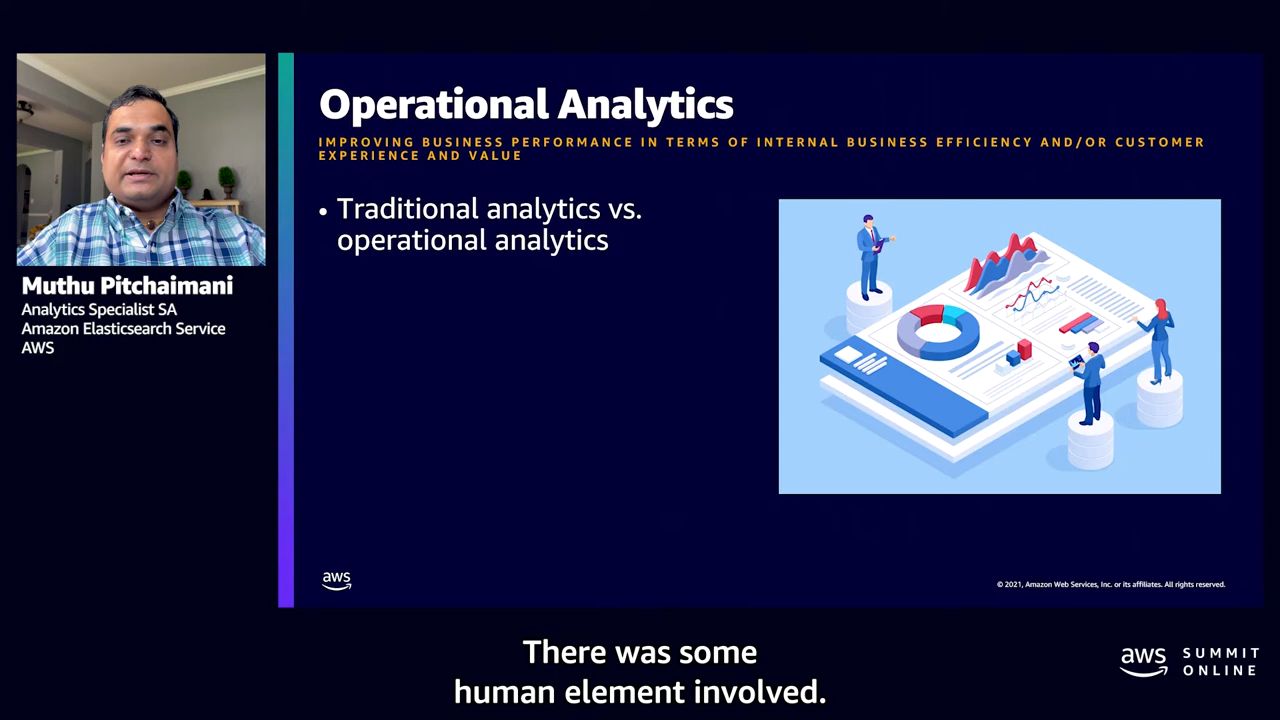 Operational Analytics
IMPROVING BUSINESS PERFORMANCE IN TERMS OF INTERNAL BUSINESS EFFICIENCY AND/OR CUSTOMER
EXPERIENCE AND VALUE
• Traditional analytics vs.
operational analytics
Muthu Pitchaimani
Analytics Specialist SA
Amazon Elasticsearch Service
AWS
aws
© 2021, Amazon Web Services, Inc. or its affiliates. All rights reserved.
There was some
human element involved.
aws SUMMIT
ONLINE